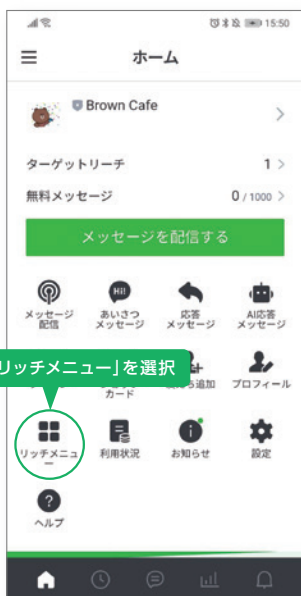 15:50
ホーム
Brown Cafe
ターゲットリーチ 1
無料メッセージ 0 / 1000
メッセージを配信する
メッセージ
配信
あいさつ
メッセージ
応答
メッセージ
AI応答
メッセージ
リッチメニュー」を選択
カード
追加
プロフィール
リッチメニュ
ー
利用状況
お知らせ
設定
ヘルプ